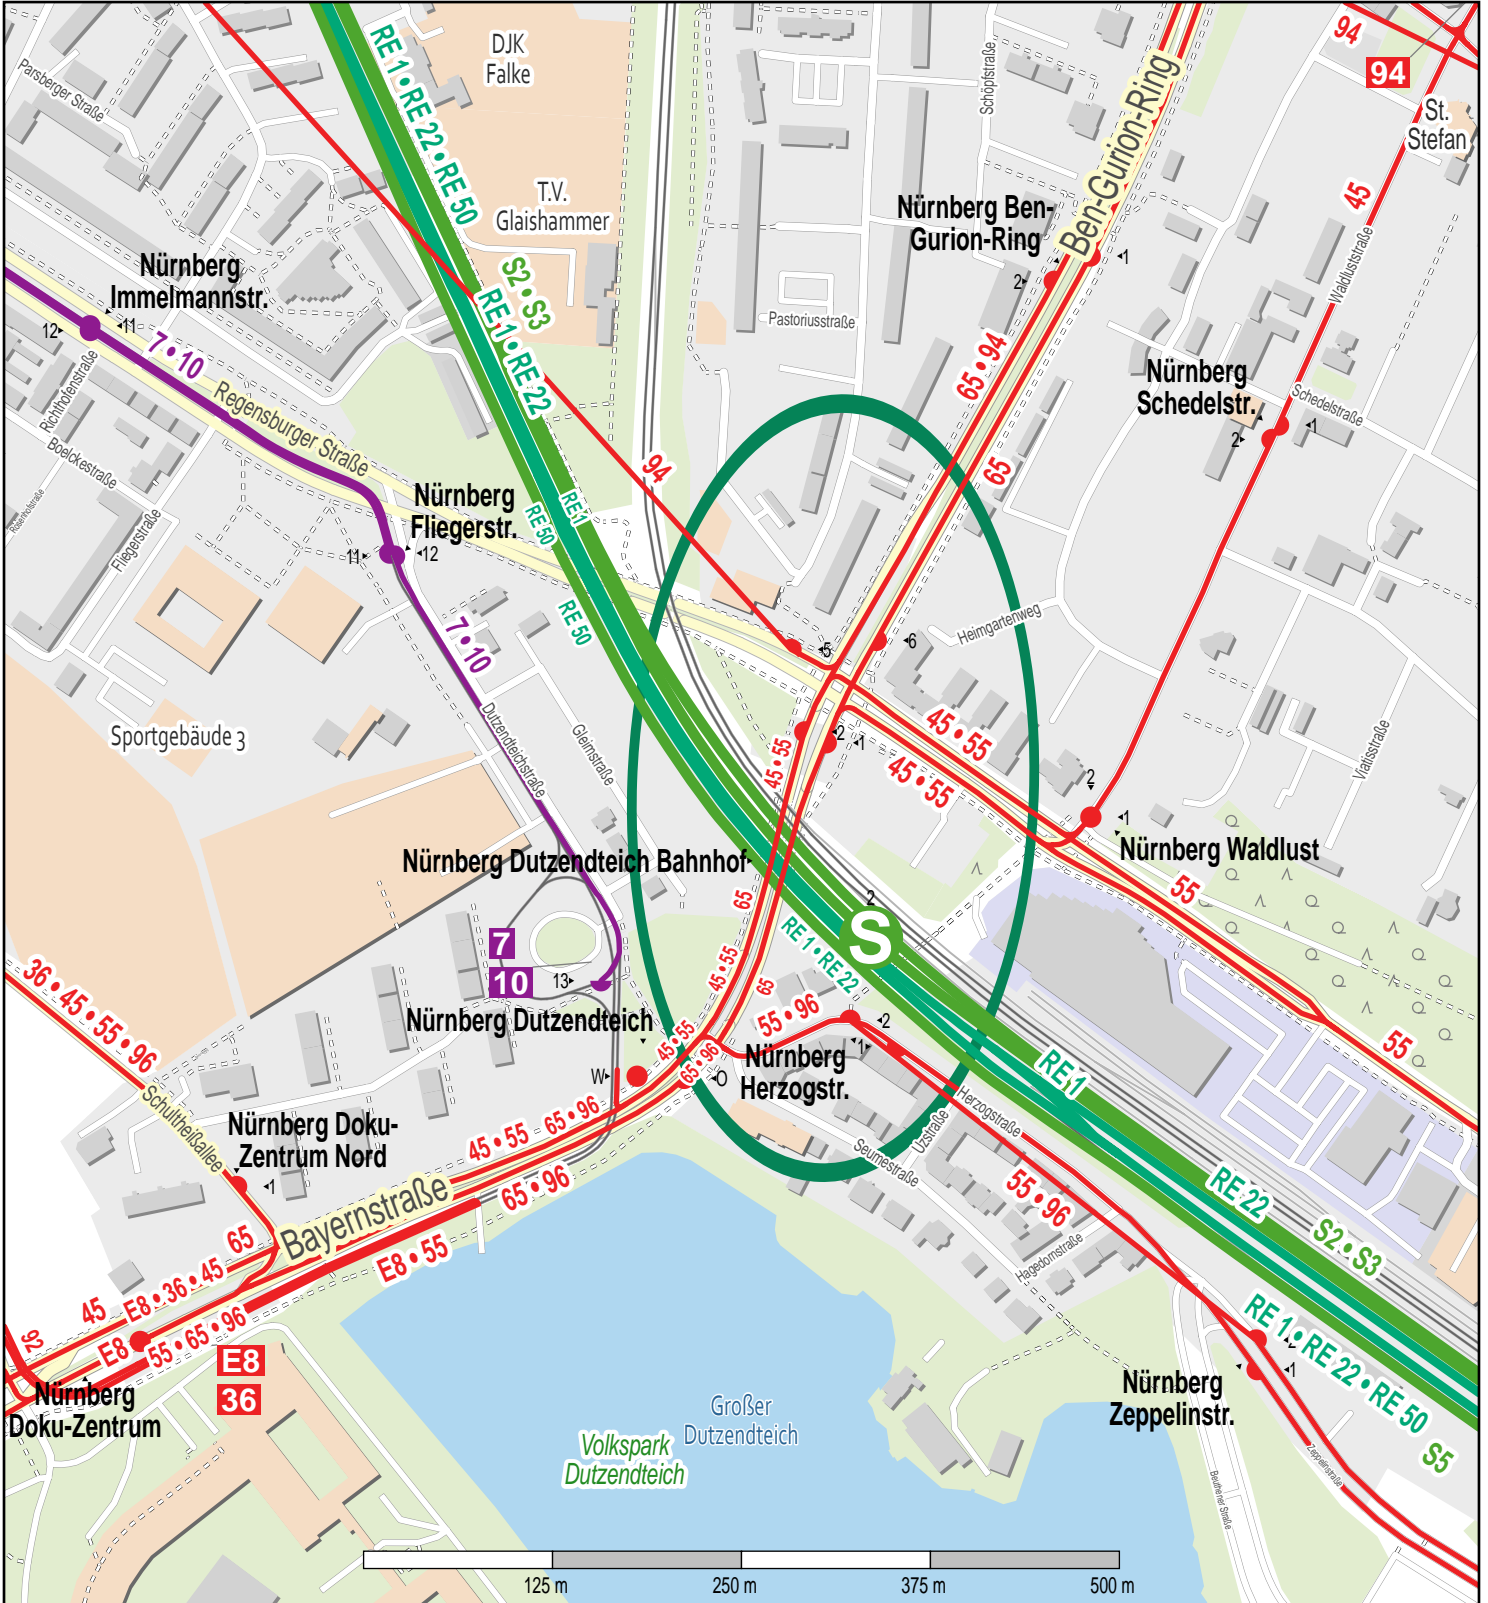 RE 1 • RE 22 • RE 50
DJK
Falke
94
94
St.
Stefan
Parsberger Straße
Schöpfstraße
Ben-Gurion-Ring
T.V.
Glaishammer
Nürnberg Ben-
Gurion-Ring
2
1
45
Waldluststraße
Nürnberg
Immelmannstr.
12
11
7 • 10
S2 • S3
RE 1 • RE 22
Pastoriusstraße
65 • 94
Nürnberg
Schedelstr.
Schedelstraße
2
1
Richthofenstraße
Regensburger Straße
Boelckestraße
94
65
Nürnberg
Fliegerstr.
RE 1
RE 50
Fliegerstraße
11
12
RE 50
Heimgartenweg
5
6
7 • 10
Sportgebäude 3
Dutzendteichstraße
Gleimstraße
45 • 55
2
1
45 • 55
45 • 55
Viatisstraße
2
1
Nürnberg Waldlust
Nürnberg Dutzendteich Bahnhof
65
2
S
55
RE 1 • RE 22
7
10
13
45 • 55
65
Nürnberg Dutzendteich
36 • 45 • 55 • 96
55 • 96
2
1
45 • 55
65 • 96
W
O
Nürnberg
Herzogstr.
RE 1
55
Schultheißallee
Nürnberg Doku-
Zentrum Nord
1
45 • 55 • 65 • 96
Herzogstraße
Uzstraße
Seumestraße
65 • 96
55 • 96
RE 22
Bayernstraße
65
E8 • 55
S2 • S3
Hagedornstraße
45
E8 • 36 • 45
E8
55 • 65 • 96
92
E8
36
RE 1 • RE 22 • RE 50
2
1
Nürnberg
Doku-Zentrum
Nürnberg
Zeppelinstr.
Großer
Dutzendteich
Volkspark
Dutzendteich
S5
Zeppelinstraße
Beuthener Straße
125 m
250 m
375 m
500 m